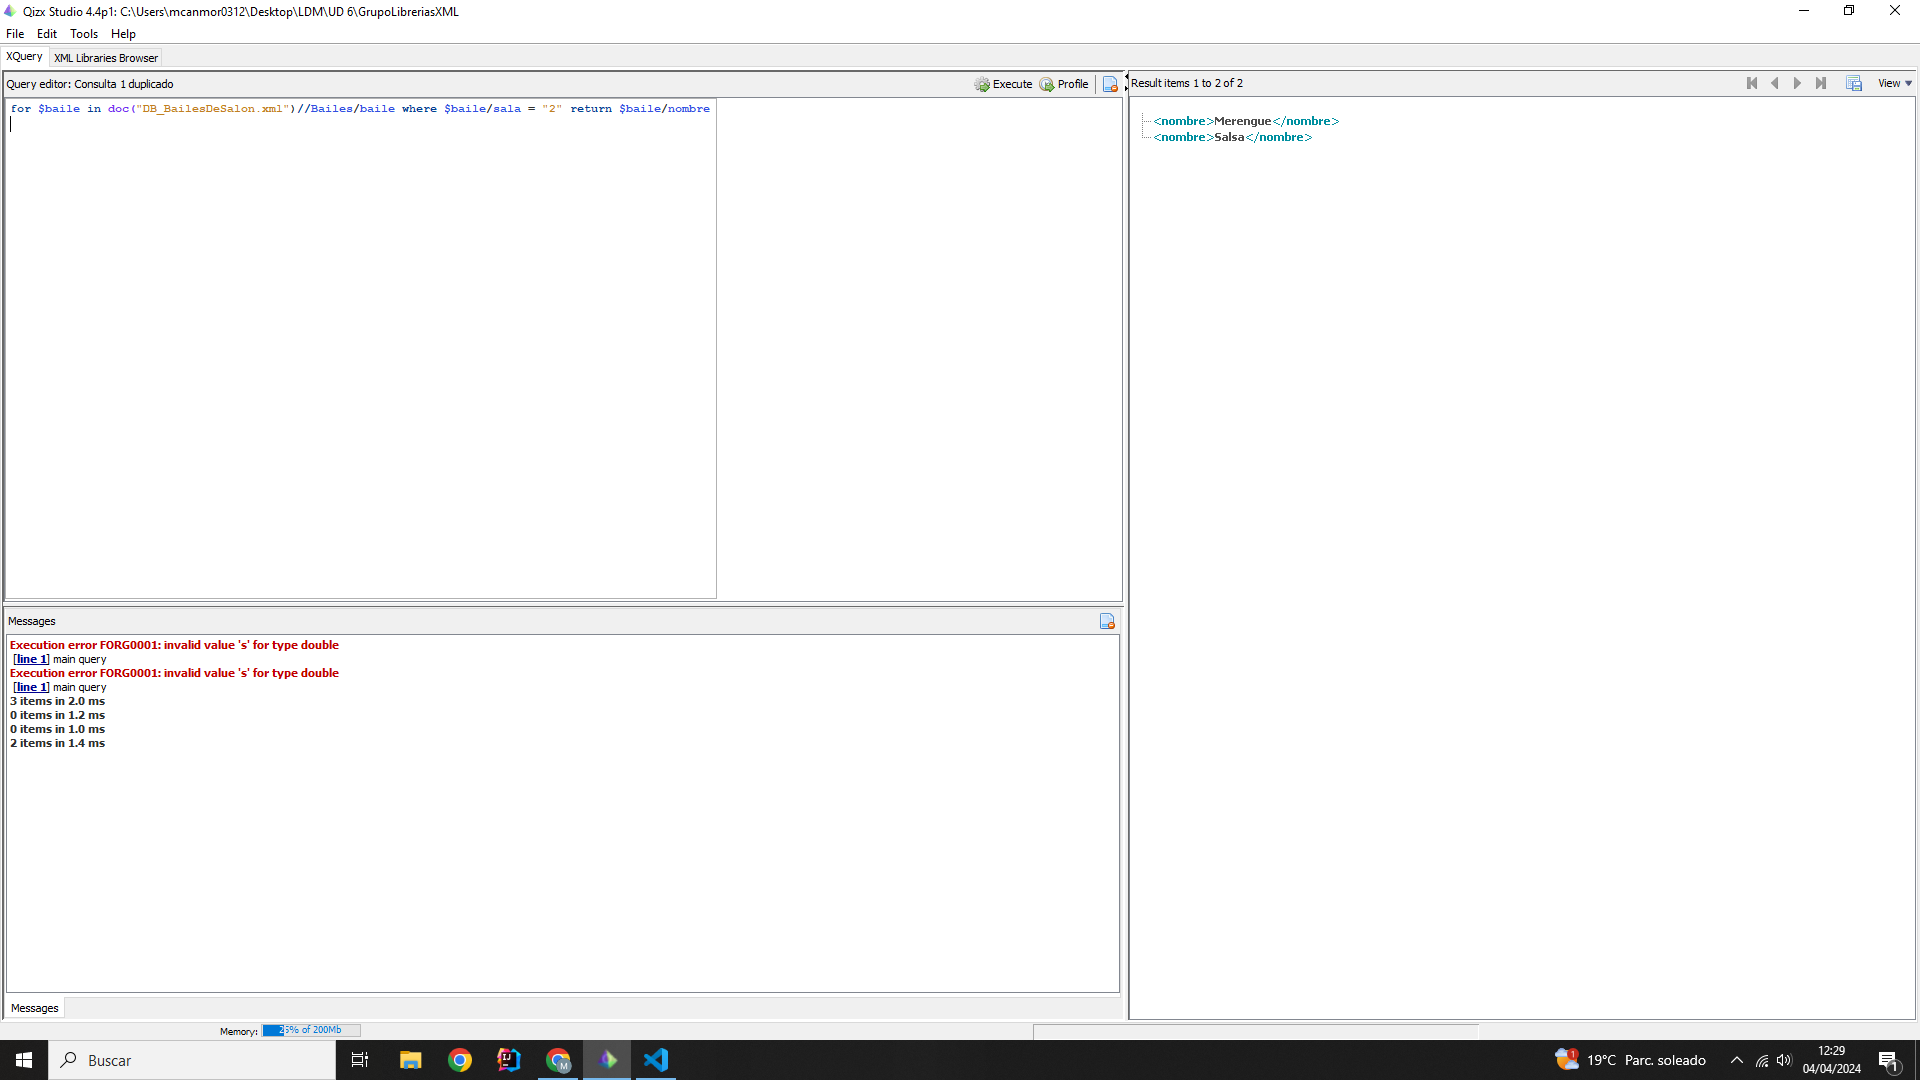 Qizx Studio 4.4p1: C:\Users\mcanmor0312\Desktop\LDM\UD 6\GrupoLibreriasXML
File Edit Tools Help
XQuery XML Libraries Browser
Query editor: Consulta 1 duplicado Execute Profile
for $baile in doc("DB_BailesDeSalon.xml")//Bailes/baile where $baile/sala = "2" return $baile/nombre
Result items 1 to 2 of 2 View
<nombre>Merengue</nombre>
<nombre>Salsa</nombre>
Messages
Execution error FORG0001: invalid value 's' for type double
[line 1] main query
Execution error FORG0001: invalid value 's' for type double
[line 1] main query
3 items in 2.0 ms
0 items in 1.2 ms
0 items in 1.0 ms
2 items in 1.4 ms
Messages
Memory: 25% of 200Mb
Buscar
1 19°C Parc. soleado
12:29
04/04/2024
1